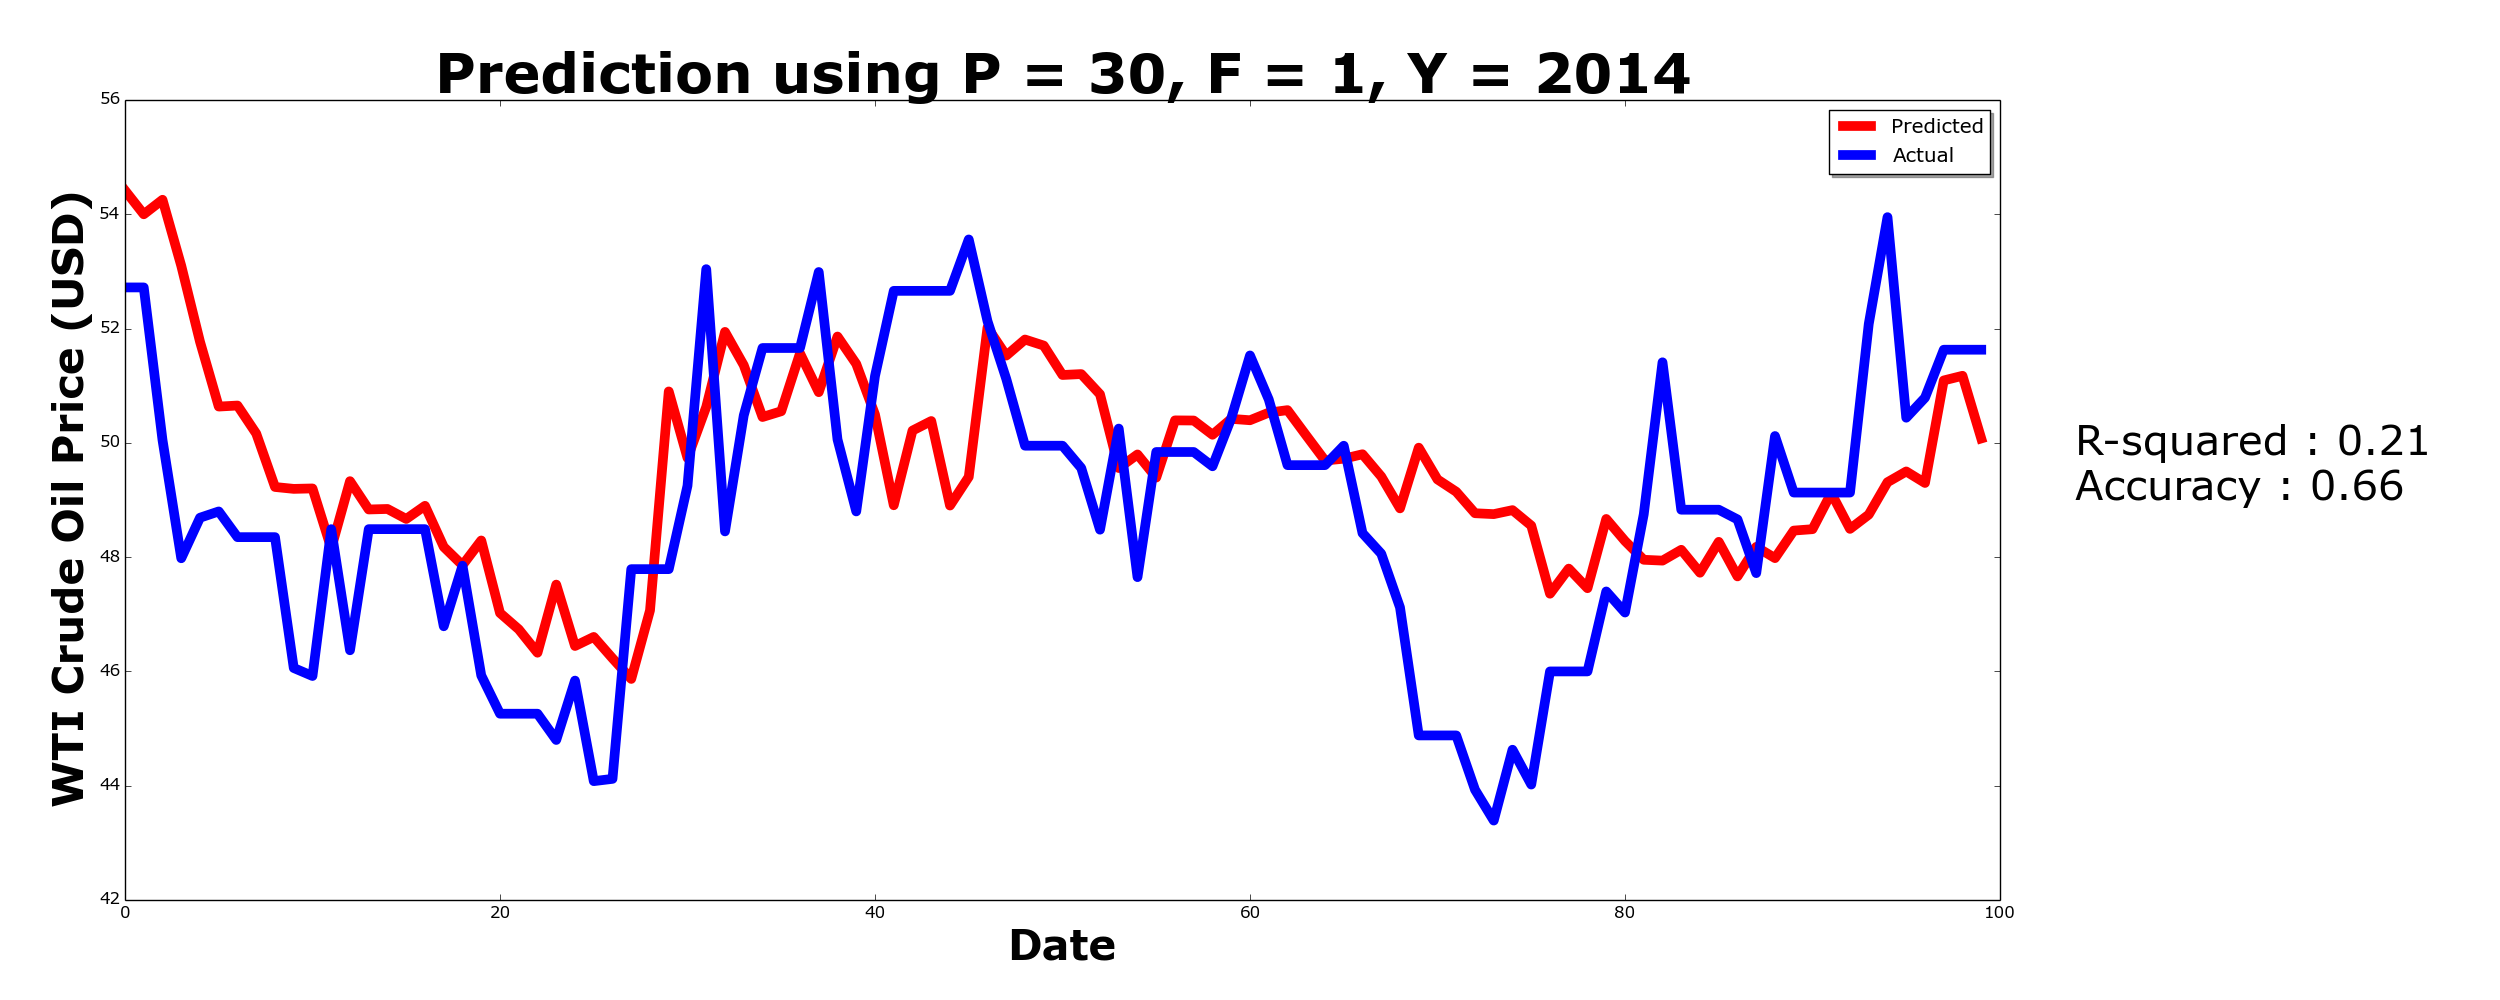 Prediction using P = 30, F = 1, Y = 2014
Predicted
Actual
WTI Crude Oil Price (USD)
56
54
52
50
48
46
44
42
0 20 40 60 80 100
Date
R-squared : 0.21
Accuracy : 0.66